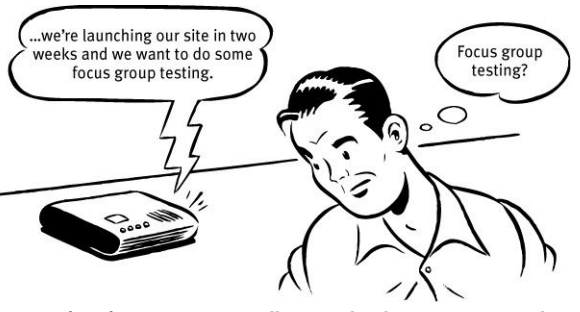 ...we're launching our site in two
weeks and we want to do some
focus group testing.
Focus group
testing?